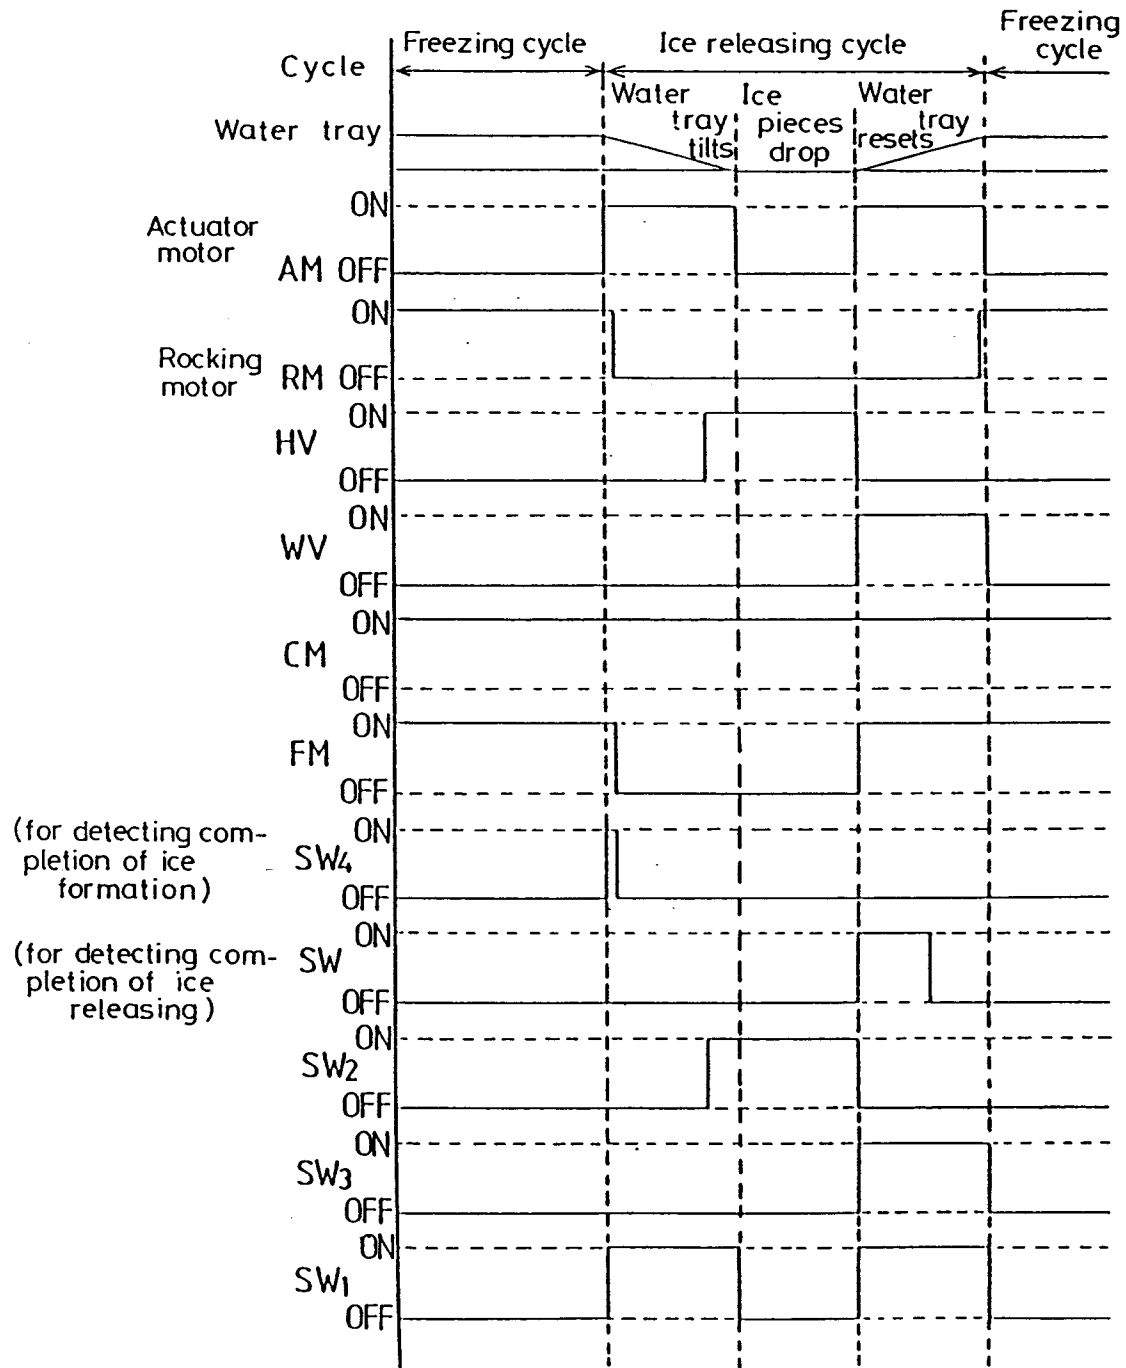 Cycle
Freezing cycle
Ice releasing cycle
Freezing
cycle
Water tray
Water
tray
tilts
Ice
pieces
drop
Water
tray
resets
Actuator
motor
AM
ON
OFF
Rocking
motor
RM
ON
OFF
HV
ON
OFF
WV
ON
OFF
CM
ON
OFF
FM
ON
OFF
(for detecting com-
pletion of ice
formation)
SW4
ON
OFF
(for detecting com-
pletion of ice
releasing)
SW
ON
OFF
SW2
ON
OFF
SW3
ON
OFF
SW1
ON
OFF